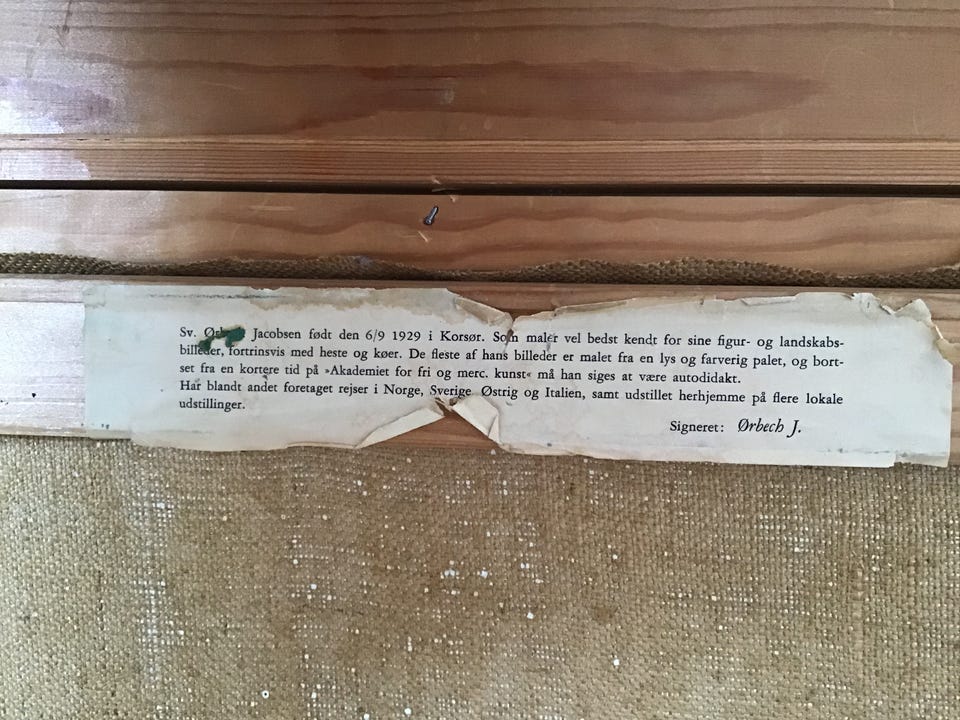 Sv. Jacobsen født den 6/9 1929 i Korsør. Som maler vel bedst kendt for sine figur- og landskabs-
billeder, fortrinsvis med heste og køer. De fleste af hans billeder er malet fra en lys og farverig palet, og bort-
set fra en kortere tid på »Akademiet for fri og merc. kunst« må han siges at være autodidakt.
Har blandt andet foretaget rejser i Norge, Sverige Østrig og Italien, samt udstillet herhjemme på flere lokale
udstillinger.
Signeret: Ørbech J.